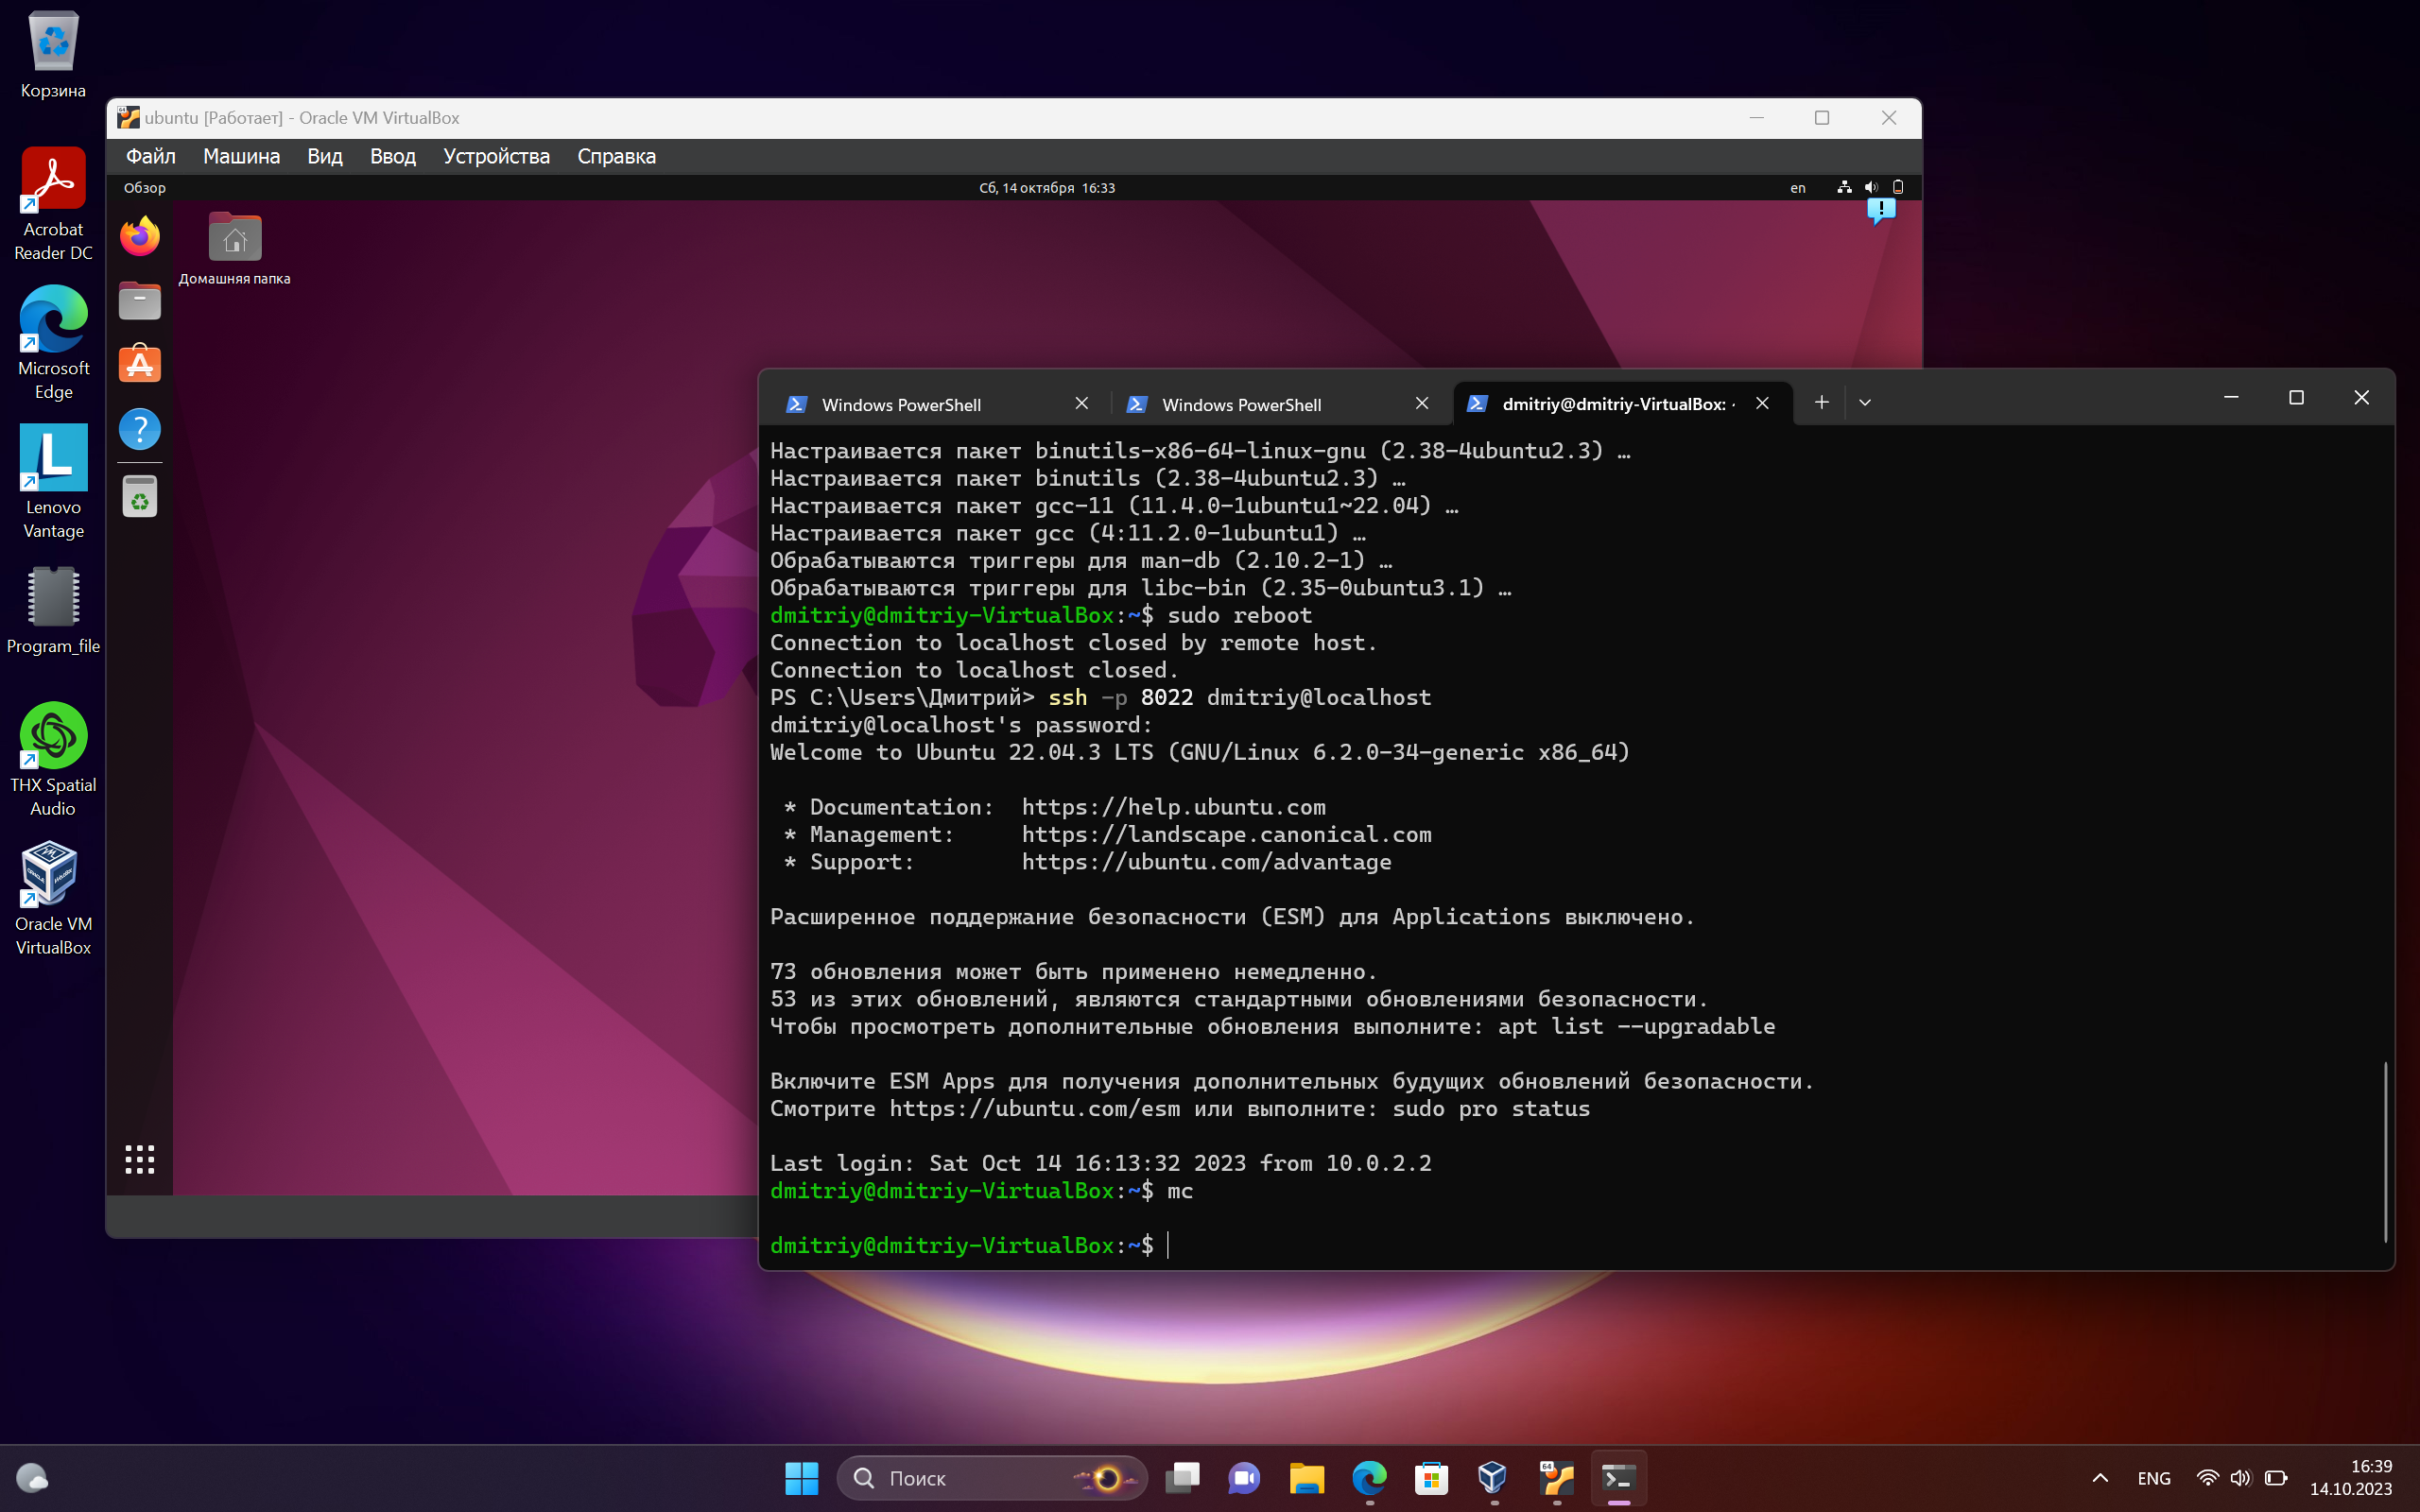 Корзина
Acrobat
Reader DC
Microsoft
Edge
Lenovo
Vantage
Program_file
THX Spatial
Audio
Oracle VM
VirtualBox
ubuntu [Работает] - Oracle VM VirtualBox
Файл Машина Вид Ввод Устройства Справка
Обзор Сб, 14 октября 16:33 en
Домашняя папка
Windows PowerShell Windows PowerShell dmitriy@dmitriy-VirtualBox:
Настраивается пакет binutils-x86-64-linux-gnu (2.38-4ubuntu2.3) …
Настраивается пакет binutils (2.38-4ubuntu2.3) …
Настраивается пакет gcc-11 (11.4.0-1ubuntu1~22.04) …
Настраивается пакет gcc (4:11.2.0-1ubuntu1) …
Обрабатываются триггеры для man-db (2.10.2-1) …
Обрабатываются триггеры для libc-bin (2.35-0ubuntu3.1) …
dmitriy@dmitriy-VirtualBox:~$ sudo reboot
Connection to localhost closed by remote host.
Connection to localhost closed.
PS C:\Users\Дмитрий> ssh -p 8022 dmitriy@localhost
dmitriy@localhost's password:
Welcome to Ubuntu 22.04.3 LTS (GNU/Linux 6.2.0-34-generic x86_64)
* Documentation:  https://help.ubuntu.com
* Management:     https://landscape.canonical.com
* Support:        https://ubuntu.com/advantage
Расширенное поддержание безопасности (ESM) для Applications выключено.
73 обновления может быть применено немедленно.
53 из этих обновлений, являются стандартными обновлениями безопасности.
Чтобы просмотреть дополнительные обновления выполните: apt list --upgradable
Включите ESM Apps для получения дополнительных будущих обновлений безопасности.
Смотрите https://ubuntu.com/esm или выполните: sudo pro status
Last login: Sat Oct 14 16:13:32 2023 from 10.0.2.2
dmitriy@dmitriy-VirtualBox:~$ mc
dmitriy@dmitriy-VirtualBox:~$
Поиск
ENG
16:39
14.10.2023